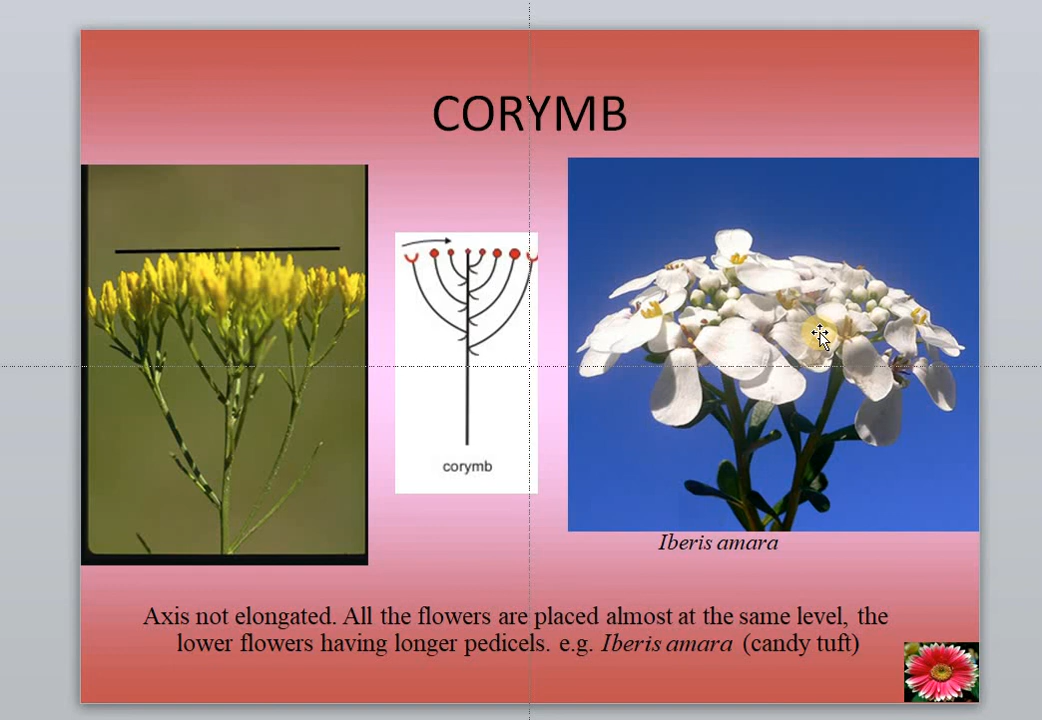 CORYMB
corymb
Iberis amara
Axis not elongated. All the flowers are placed almost at the same level, the
lower flowers having longer pedicels. e.g. Iberis amara (candy tuft)